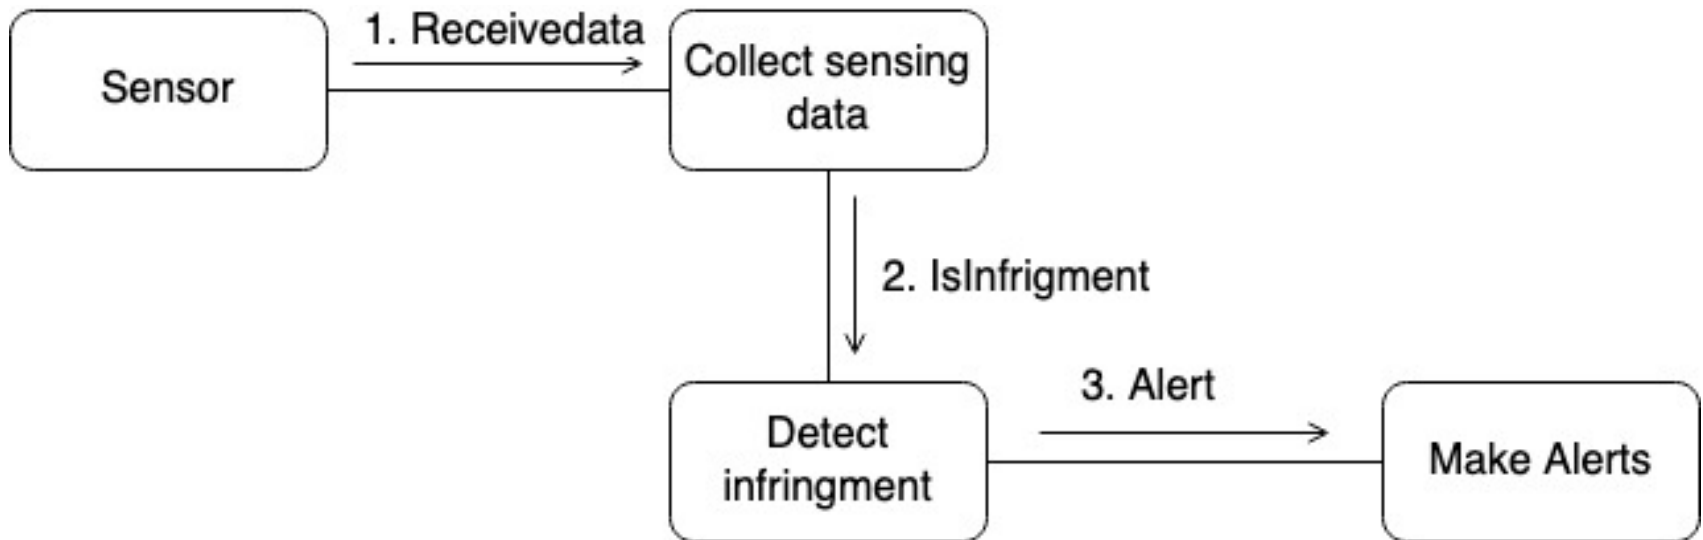 Sensor
1. Receivedata
Collect sensing
data
2. IsInfrigment
Detect
infringment
3. Alert
Make Alerts